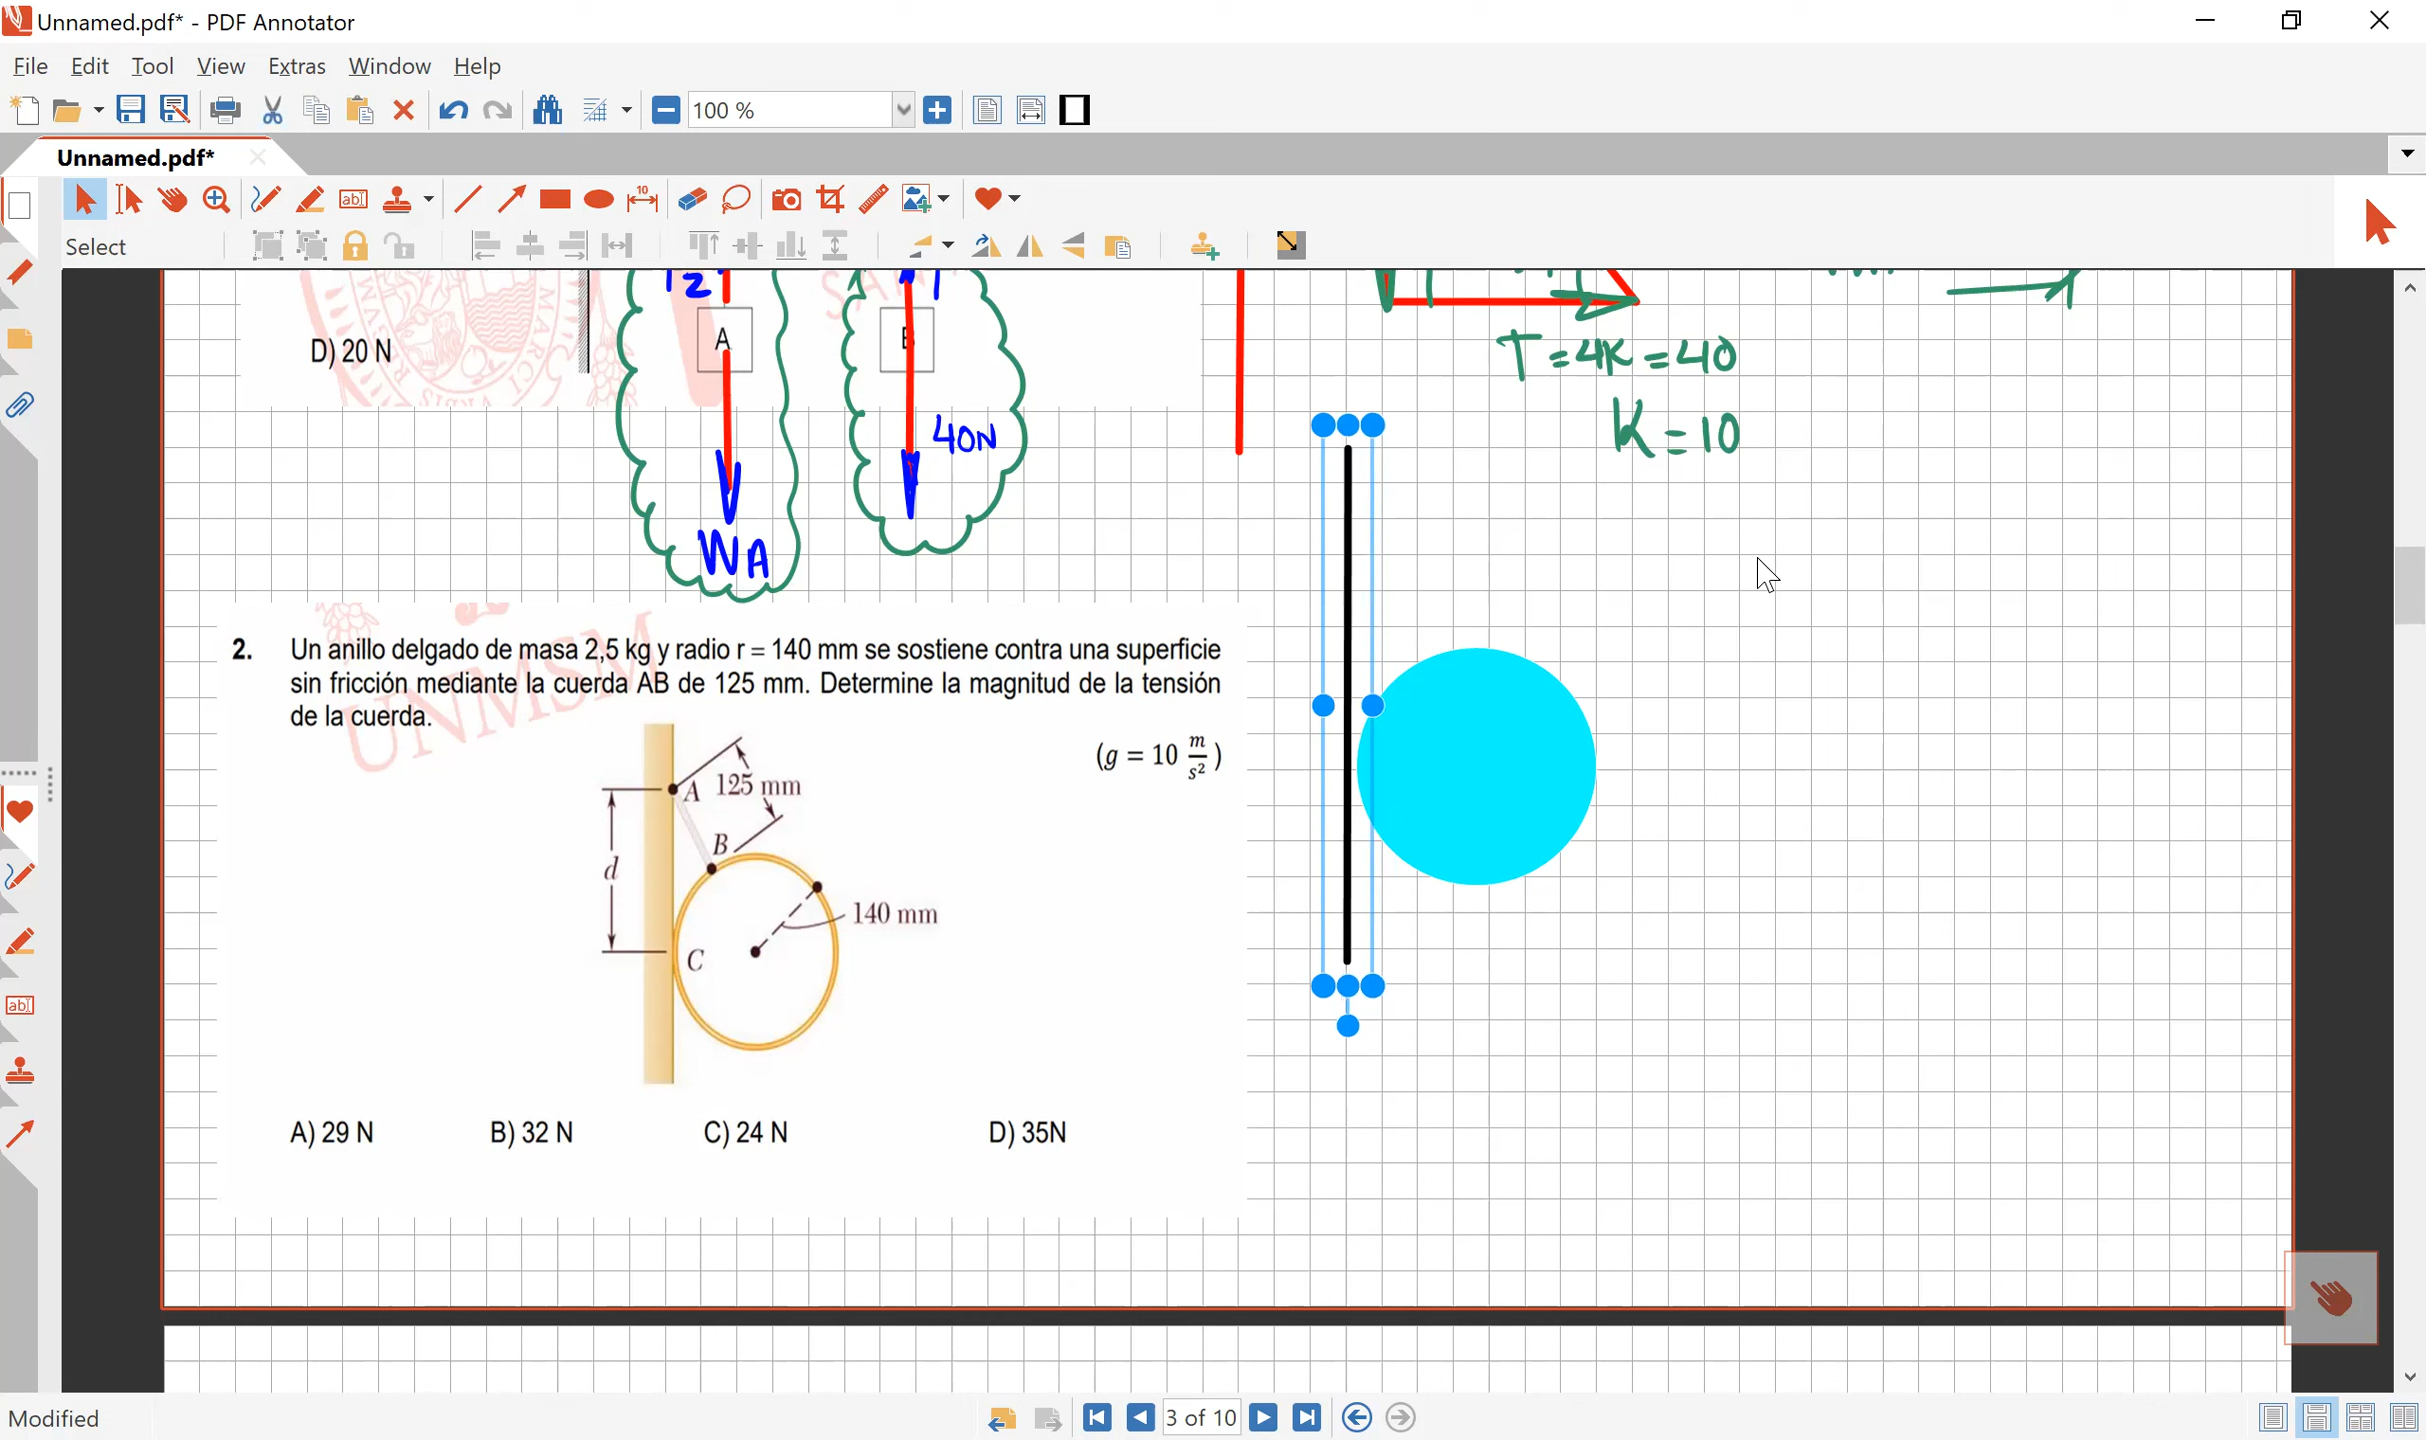 Unnamed.pdf* - PDF Annotator
File Edit Tool View Extras Window Help
100 %
Unnamed.pdf*
10
Select
D) 20 N
A
40N
WA
T = 4K = 40
K = 10
2. Un anillo delgado de masa 2,5 kg y radio r = 140 mm se sostiene contra una superficie
sin fricción mediante la cuerda AB de 125 mm. Determine la magnitud de la tensión
de la cuerda.
UNMSM
(g = 10 m/s²)
A 125 mm
B
d
140 mm
C
A) 29 N B) 32 N C) 24 N D) 35N
Modified
3 of 10